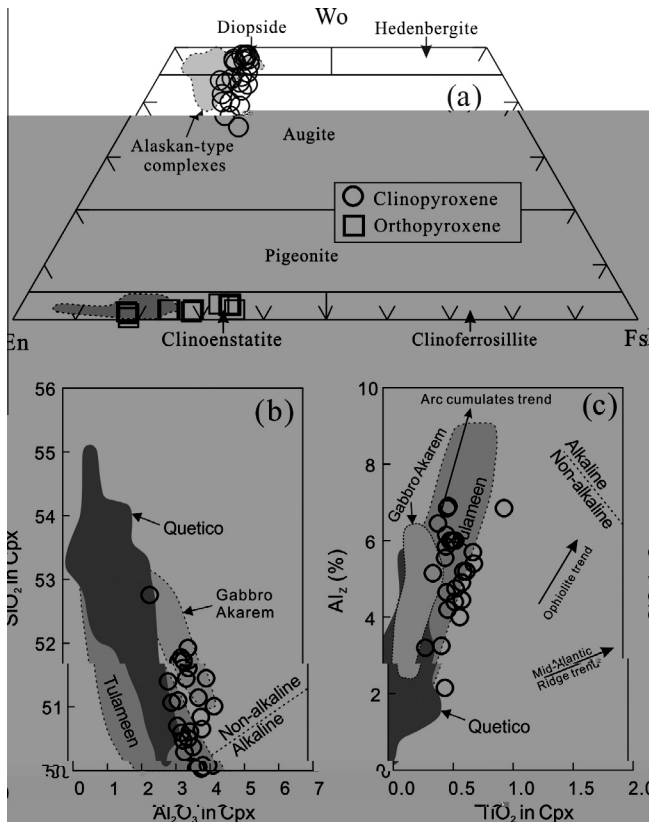 Wo
Diopside
Hedenbergite
(a)
Alaskan-type
complexes
Augite
Clinopyroxene
Orthopyroxene
Pigeonite
En
Clinoenstatite
Clinoferrosillite
Fs
56
55
54
53
52
51
SiO2 in Cpx
(b)
Quetico
Gabbro
Akarem
Tulameen
Non-alkaline
Alkaline
0 1 2 3 4 5 6 7
Al2O3 in Cpx
10
8
6
4
2
Alz (%)
(c)
Arc cumulates trend
Gabbro Akarem
Tulameen
Alkaline
Non-alkaline
Ophiolite trend
Mid-Atlantic
Ridge trend
Quetico
0.5 1.0 1.5 2.0
TiO2 in Cpx